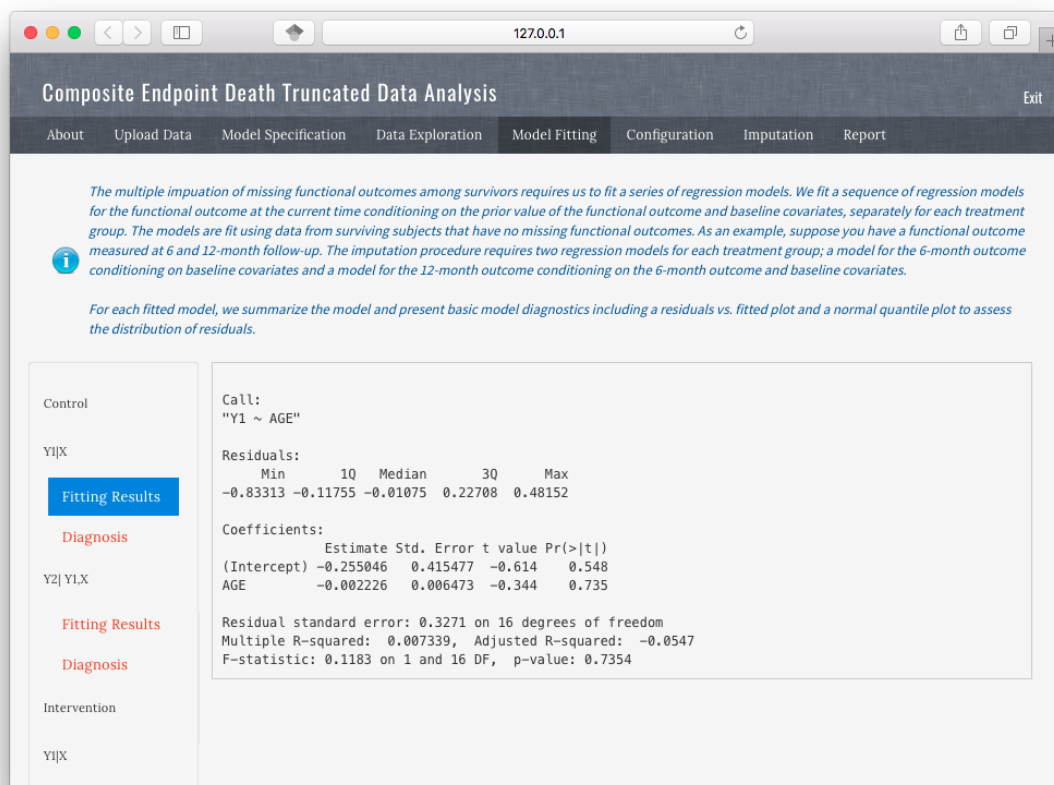 127.0.0.1
Composite Endpoint Death Truncated Data Analysis
Exit
About Upload Data Model Specification Data Exploration Model Fitting Configuration Imputation Report
The multiple impuation of missing functional outcomes among survivors requires us to fit a series of regression models. We fit a sequence of regression models
for the functional outcome at the current time conditioning on the prior value of the functional outcome and baseline covariates, separately for each treatment
group. The models are fit using data from surviving subjects that have no missing functional outcomes. As an example, suppose you have a functional outcome
measured at 6 and 12-month follow-up. The imputation procedure requires two regression models for each treatment group; a model for the 6-month outcome
conditioning on baseline covariates and a model for the 12-month outcome conditioning on the 6-month outcome and baseline covariates.
For each fitted model, we summarize the model and present basic model diagnostics including a residuals vs. fitted plot and a normal quantile plot to assess
the distribution of residuals.
Control
Y1|X
Fitting Results
Diagnosis
Y2| Y1,X
Fitting Results
Diagnosis
Intervention
Y1|X
Call:
"Y1 ~ AGE"
Residuals:
Min 1Q Median 3Q Max
-0.83313 -0.11755 -0.01075 0.22708 0.48152
Coefficients:
Estimate Std. Error t value Pr(>|t|)
(Intercept) -0.255046 0.415477 -0.614 0.548
AGE -0.002226 0.006473 -0.344 0.735
Residual standard error: 0.3271 on 16 degrees of freedom
Multiple R-squared: 0.007339, Adjusted R-squared: -0.0547
F-statistic: 0.1183 on 1 and 16 DF, p-value: 0.7354